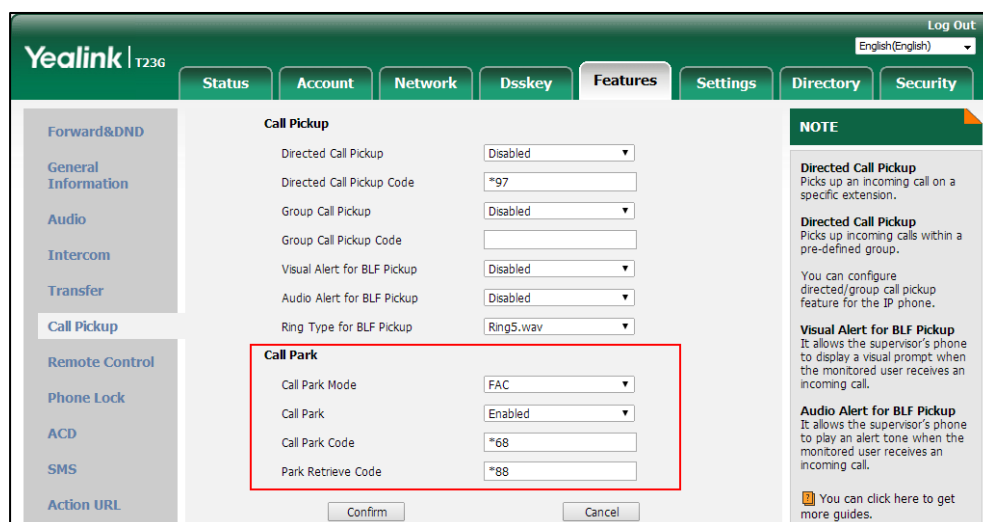 Log Out
Yealink | T23G
English(English)
Status
Account
Network
Dsskey
Features
Settings
Directory
Security
Forward&DND
General
Information
Audio
Intercom
Transfer
Call Pickup
Remote Control
Phone Lock
ACD
SMS
Action URL
Call Pickup
Directed Call Pickup Disabled
Directed Call Pickup Code *97
Group Call Pickup Disabled
Group Call Pickup Code
Visual Alert for BLF Pickup Disabled
Audio Alert for BLF Pickup Disabled
Ring Type for BLF Pickup Ring5.wav
Call Park
Call Park Mode FAC
Call Park Enabled
Call Park Code *68
Park Retrieve Code *88
Confirm Cancel
NOTE
Directed Call Pickup
Picks up an incoming call on a
specific extension.
Directed Call Pickup
Picks up incoming calls within a
pre-defined group.
You can configure
directed/group call pickup
feature for the IP phone.
Visual Alert for BLF Pickup
It allows the supervisor's phone
to display a visual prompt when
the monitored user receives an
incoming call.
Audio Alert for BLF Pickup
It allows the supervisor's phone
to play an alert tone when the
monitored user receives an
incoming call.
You can click here to get
more guides.